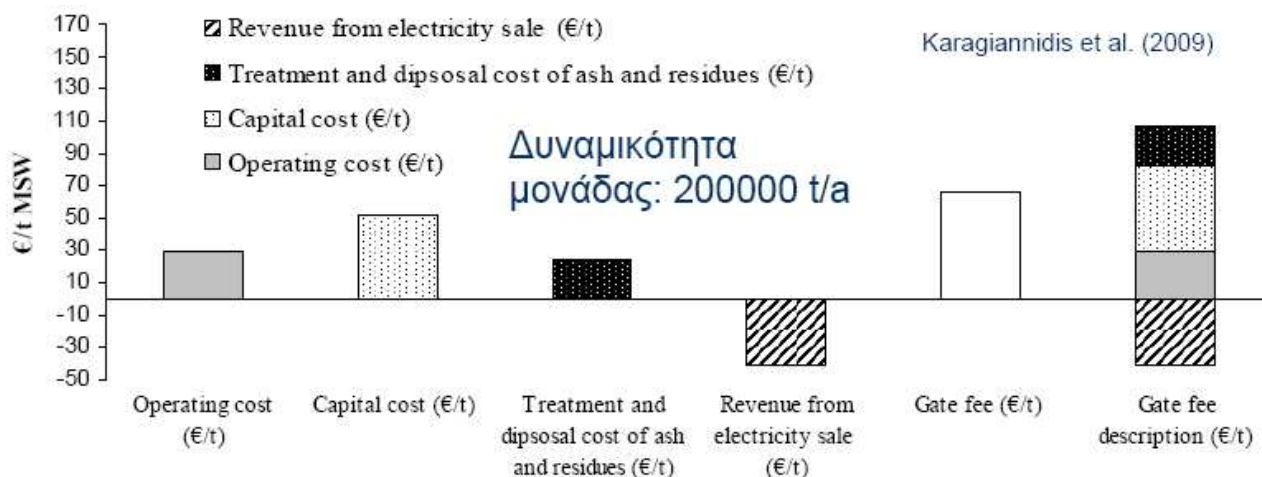 170
150
130
110
90
70
50
30
10
-10
-30
-50
€/t MSW
Revenue from electricity sale (€/t)
Treatment and dipsosal cost of ash and residues (€/t)
Capital cost (€/t)
Operating cost (€/t)
Karagiannidis et al. (2009)
Δυναμικότητα
μονάδας: 200000 t/a
Operating cost
(€/t)
Capital cost (€/t)
Treatment and
dipsosal cost of ash
and residues (€/t)
Revenue from
electricity sale
(€/t)
Gate fee (€/t)
Gate fee
description (€/t)